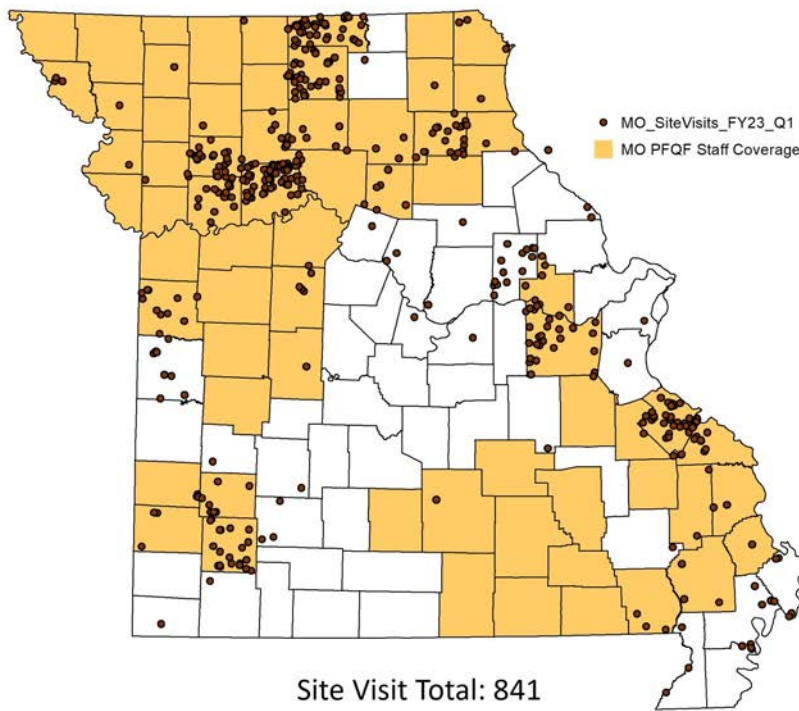 MO_SiteVisits_FY23_Q1
MO PFQF Staff Coverage
Site Visit Total: 841